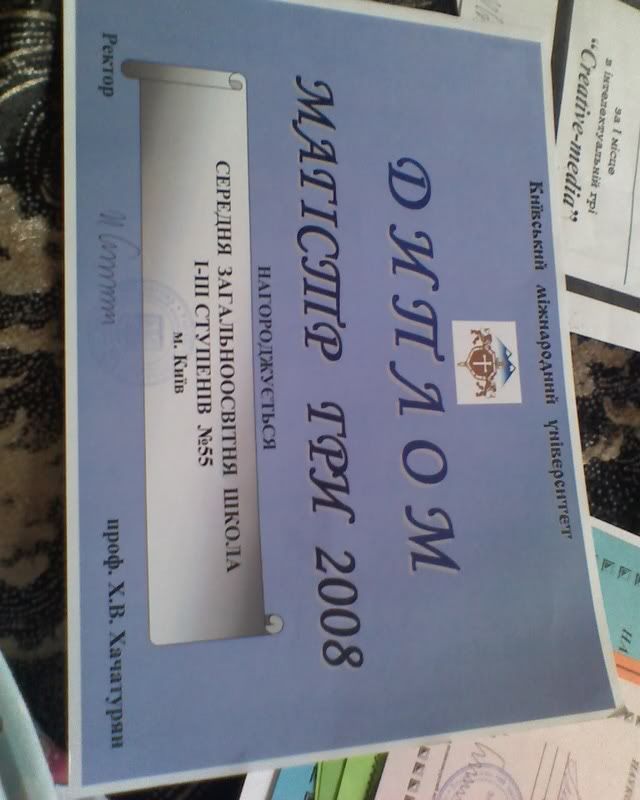 Київський міжнародний університет
ДИПЛОМ
МАГІСТР ГРИ 2008
НАГОРОДЖУЄТЬСЯ
СЕРЕДНЯ ЗАГАЛЬНООСВІТНЯ ШКОЛА
І-ІІІ СТУПЕНІВ №55
м. Київ
Ректор
проф. Х.В. Хачатурян
за І місце
в інтелектуальній грі
“Creative-media”